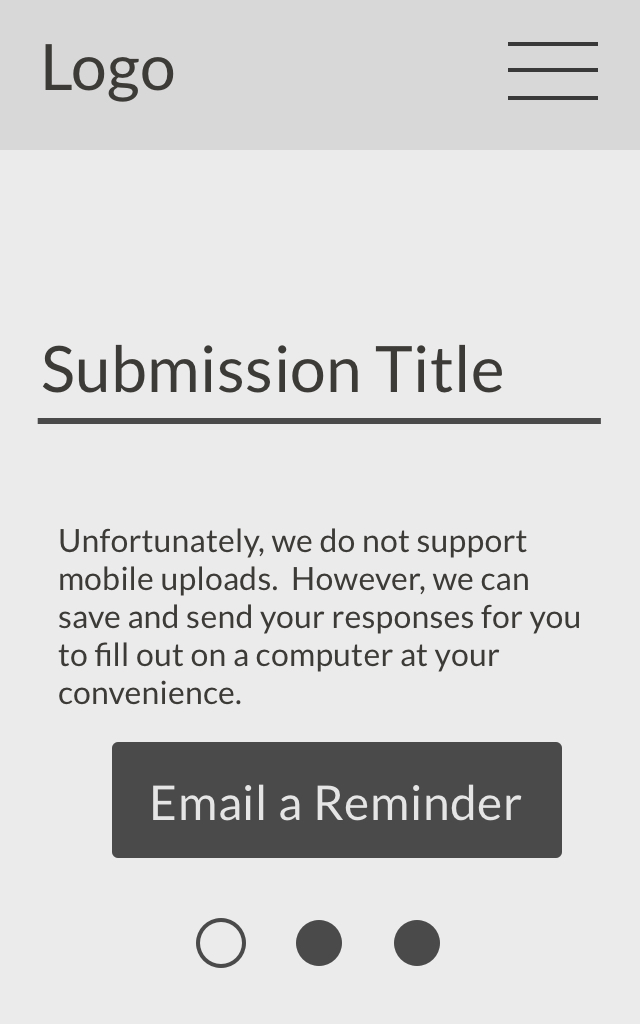 Logo
Submission Title
Unfortunately, we do not support
mobile uploads.  However, we can
save and send your responses for you
to fill out on a computer at your
convenience.
Email a Reminder